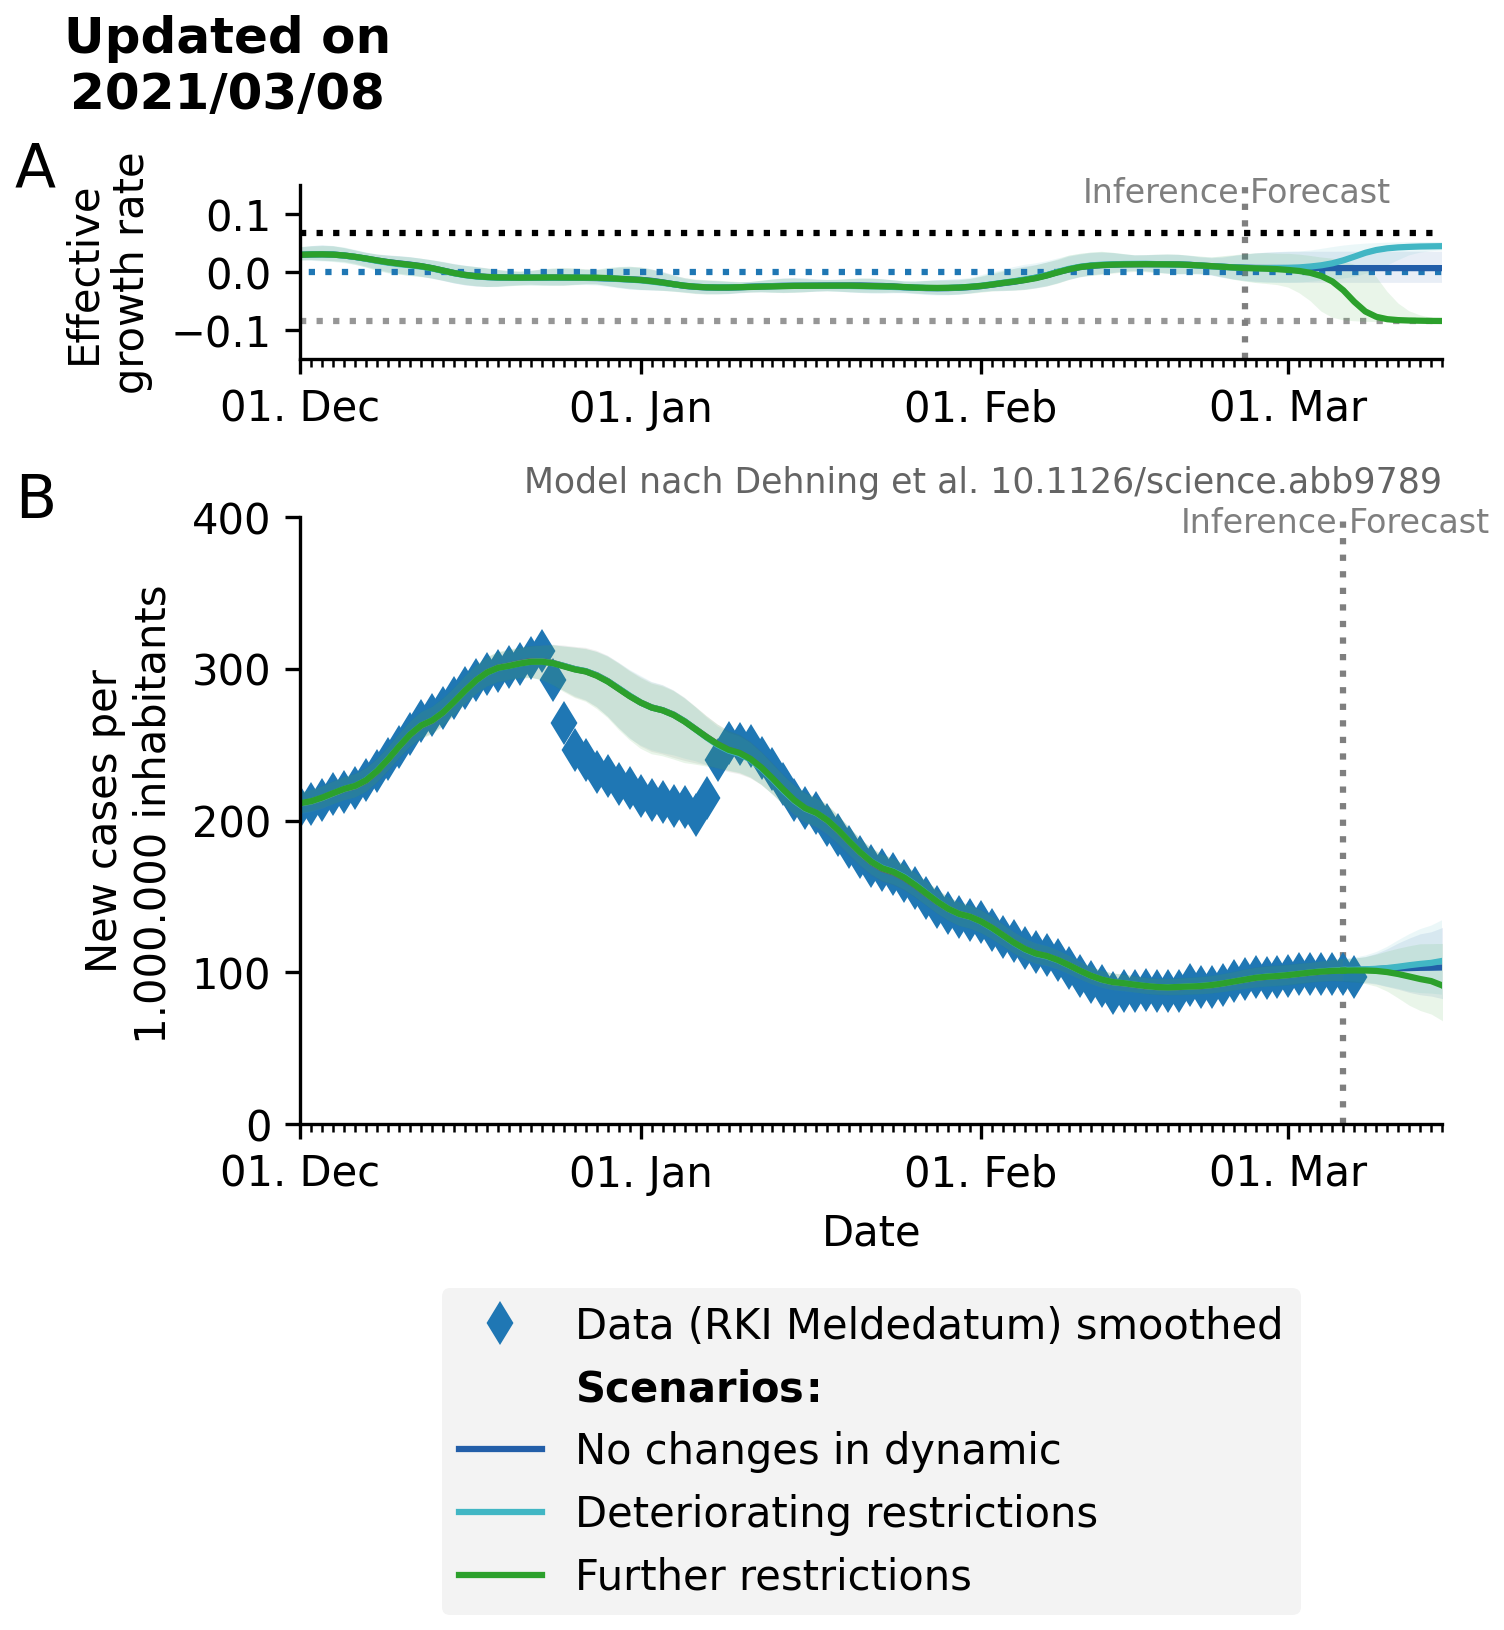 Updated on
2021/03/08
A
Effective
growth rate
0.1
0.0
−0.1
Inference Forecast
01. Dec 01. Jan 01. Feb 01. Mar
B
Model nach Dehning et al. 10.1126/science.abb9789
Inference Forecast
New cases per
1.000.000 inhabitants
400
300
200
100
0
01. Dec 01. Jan 01. Feb 01. Mar
Date
Data (RKI Meldedatum) smoothed
Scenarios:
No changes in dynamic
Deteriorating restrictions
Further restrictions